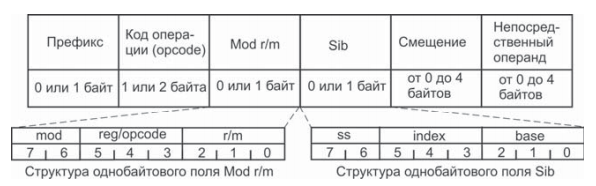 Префикс
Код опера-
ции (opcode)
Mod r/m
Sib
Смещение
Непосред-
ственный
операнд
0 или 1 байт
1 или 2 байта
0 или 1 байт
0 или 1 байт
от 0 до 4
байтов
от 0 до 4
байтов
mod reg/opcode r/m
7 6 5 4 3 2 1 0
Структура однобайтового поля Mod r/m
ss index base
7 6 5 4 3 2 1 0
Структура однобайтового поля Sib